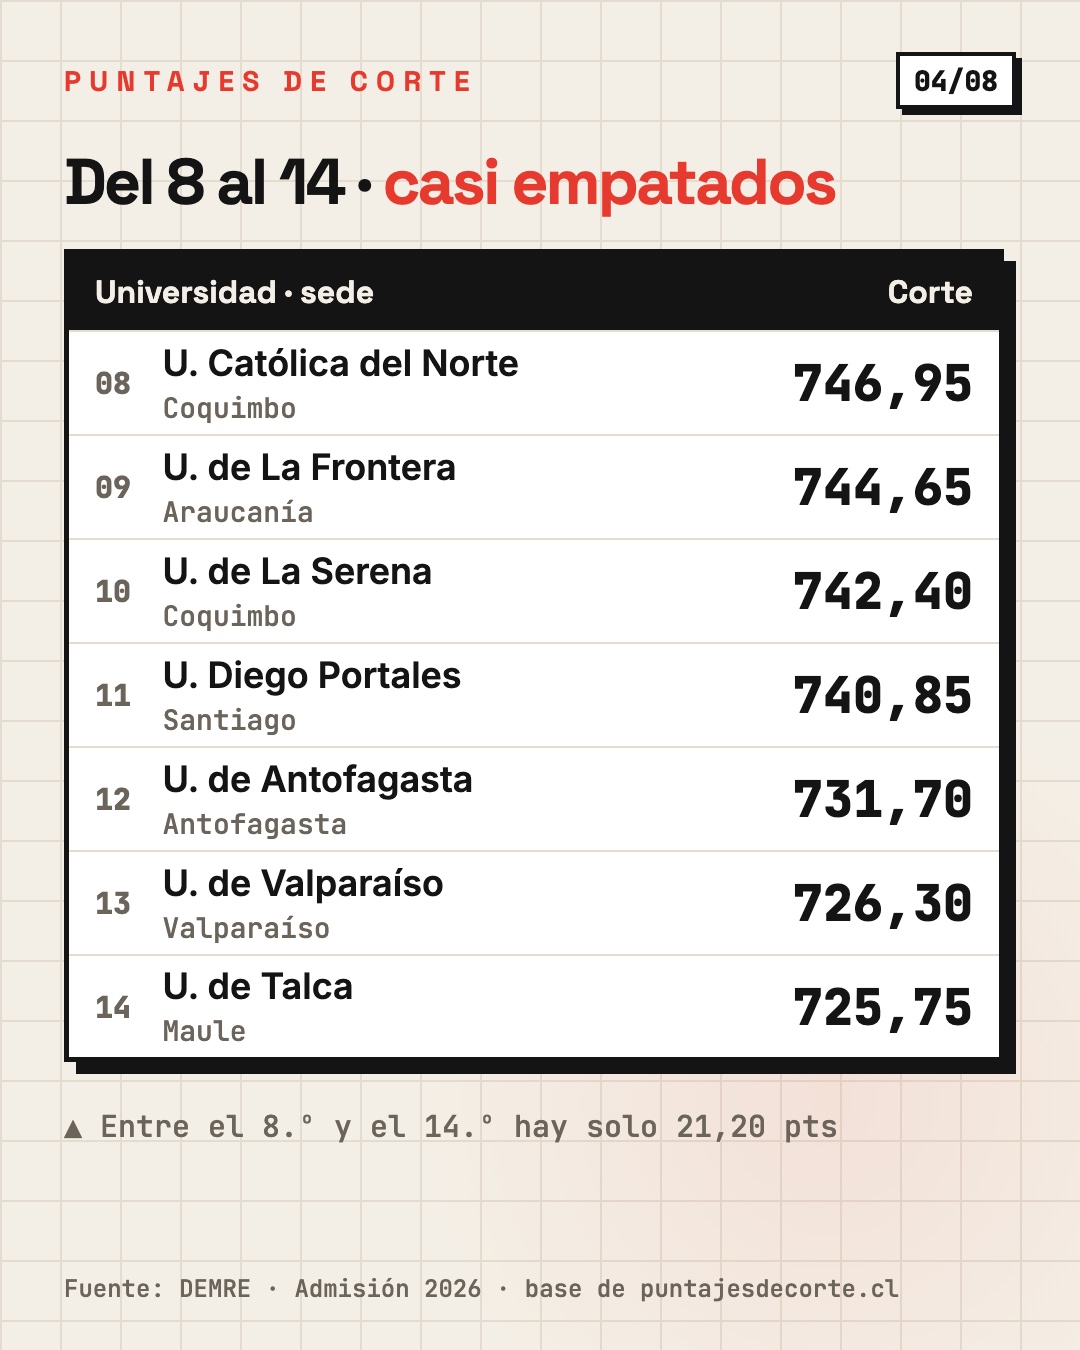 PUNTAJES DE CORTE
04/08
Del 8 al 14 · casi empatados
Universidad · sede Corte
08 U. Católica del Norte 746,95
Coquimbo
09 U. de La Frontera 744,65
Araucanía
10 U. de La Serena 742,40
Coquimbo
11 U. Diego Portales 740,85
Santiago
12 U. de Antofagasta 731,70
Antofagasta
13 U. de Valparaíso 726,30
Valparaíso
14 U. de Talca 725,75
Maule
▲ Entre el 8.º y el 14.º hay solo 21,20 pts
Fuente: DEMRE · Admisión 2026 · base de puntajesdecorte.cl